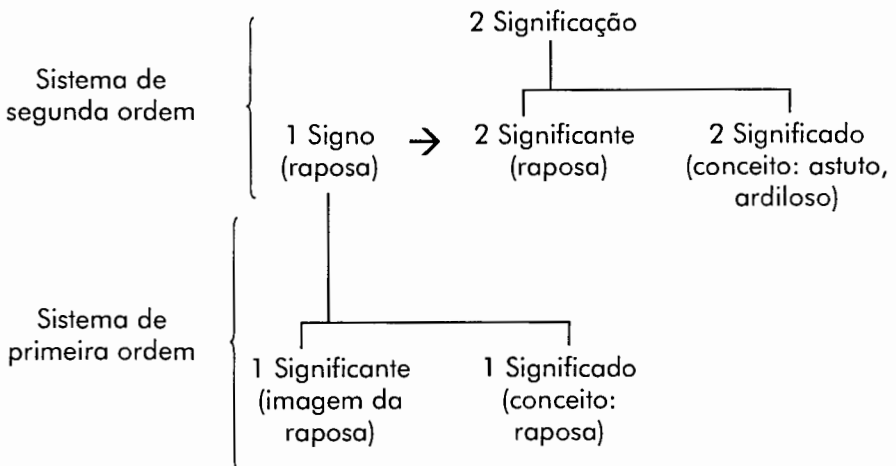 2 Significação
Sistema de
segunda ordem
1 Signo
(raposa)
→
2 Significante
(raposa)
2 Significado
(conceito: astuto,
ardiloso)
Sistema de
primeira ordem
1 Significante
(imagem da
raposa)
1 Significado
(conceito:
raposa)